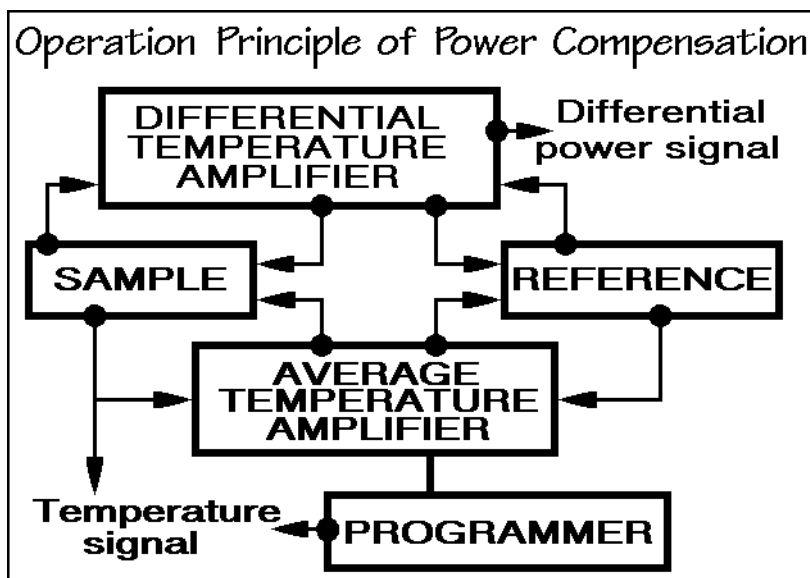 Operation Principle of Power Compensation
DIFFERENTIAL
TEMPERATURE
AMPLIFIER
Differential
power signal
SAMPLE
REFERENCE
AVERAGE
TEMPERATURE
AMPLIFIER
Temperature
signal
PROGRAMMER